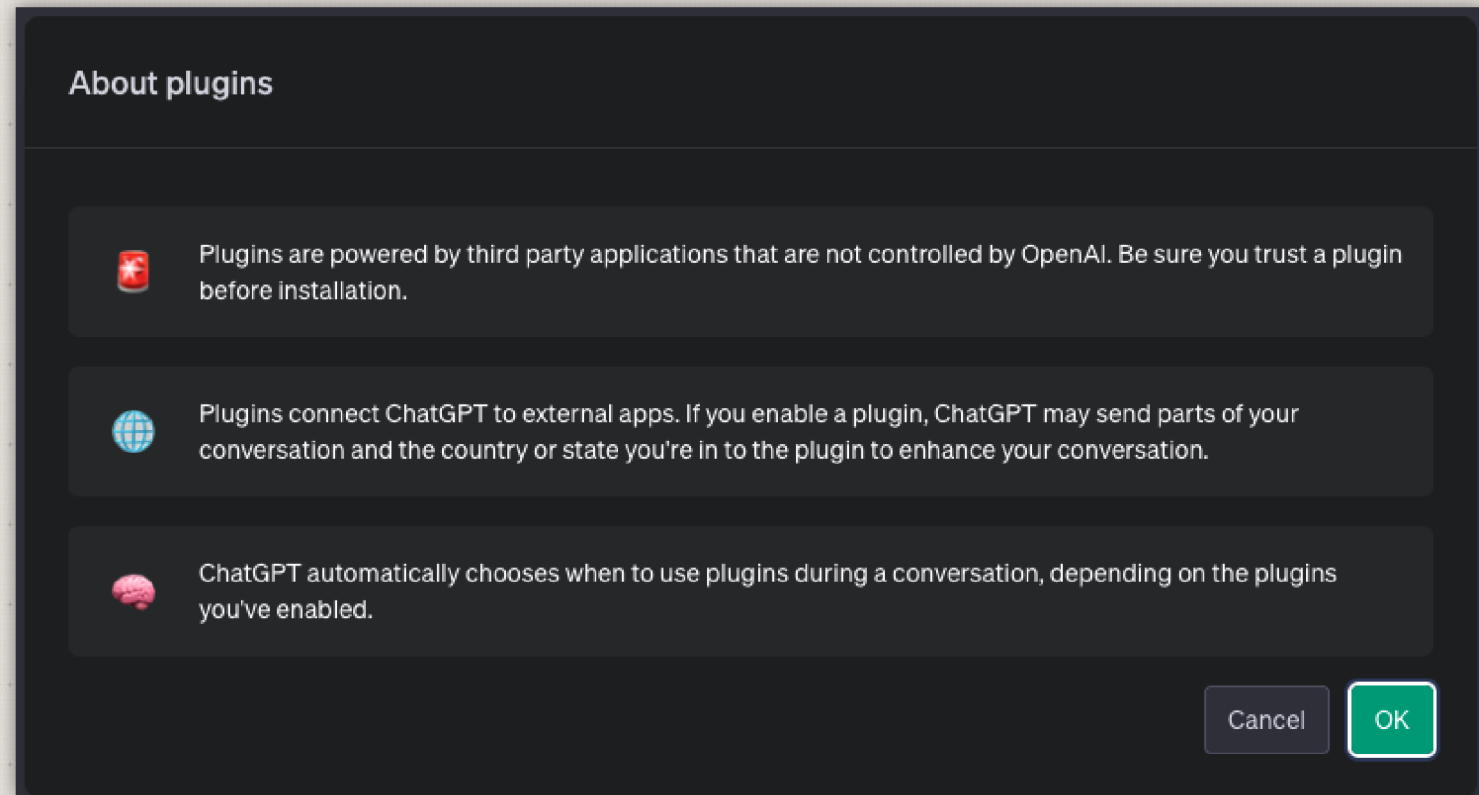 About plugins
Plugins are powered by third party applications that are not controlled by OpenAI. Be sure you trust a plugin
before installation.
Plugins connect ChatGPT to external apps. If you enable a plugin, ChatGPT may send parts of your
conversation and the country or state you're in to the plugin to enhance your conversation.
ChatGPT automatically chooses when to use plugins during a conversation, depending on the plugins
you've enabled.
Cancel
OK